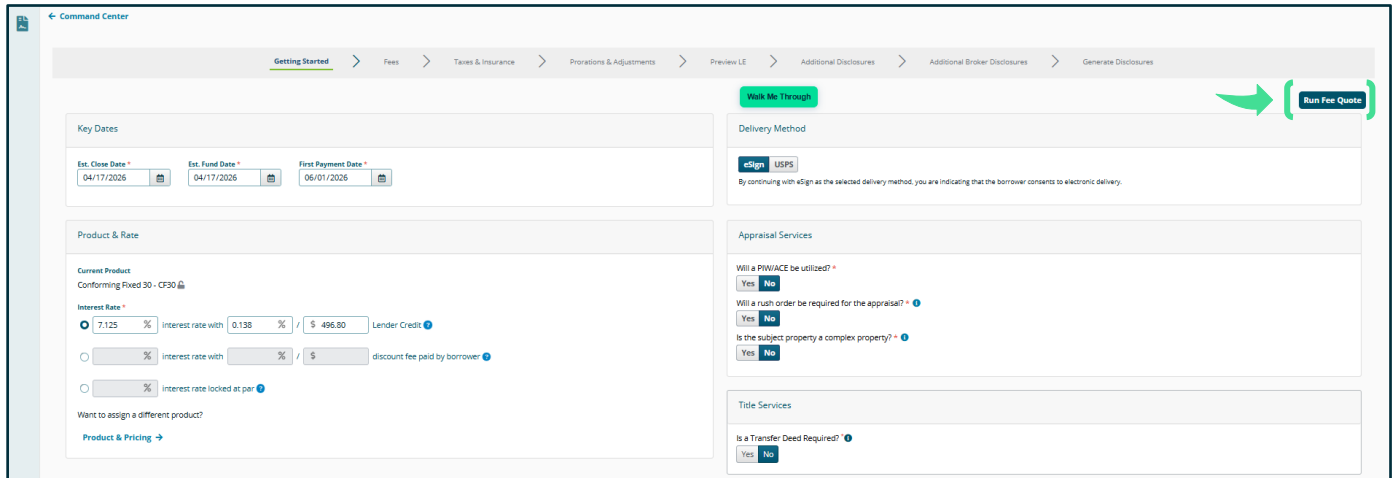 ← Command Center
Getting Started > Fees > Taxes & Insurance > Prorations & Adjustments > Preview LE > Additional Disclosures > Additional Broker Disclosures > Generate Disclosures
Walk Me Through
Run Fee Quote
Key Dates
Est. Close Date * Est. Fund Date * First Payment Date *
04/17/2026 04/17/2026 06/01/2026
Product & Rate
Current Product
Conforming Fixed 30 - CF30
Interest Rate *
7.125 % interest rate with 0.138 % / $ 496.80 Lender Credit ?
% interest rate with % / $ discount fee paid by borrower ?
% interest rate locked at par ?
Want to assign a different product?
Product & Pricing →
Delivery Method
eSign USPS
By continuing with eSign as the selected delivery method, you are indicating that the borrower consents to electronic delivery.
Appraisal Services
Will a PIW/ACE be utilized? *
Yes No
Will a rush order be required for the appraisal? * i
Yes No
Is the subject property a complex property? * i
Yes No
Title Services
Is a Transfer Deed Required? * i
Yes No